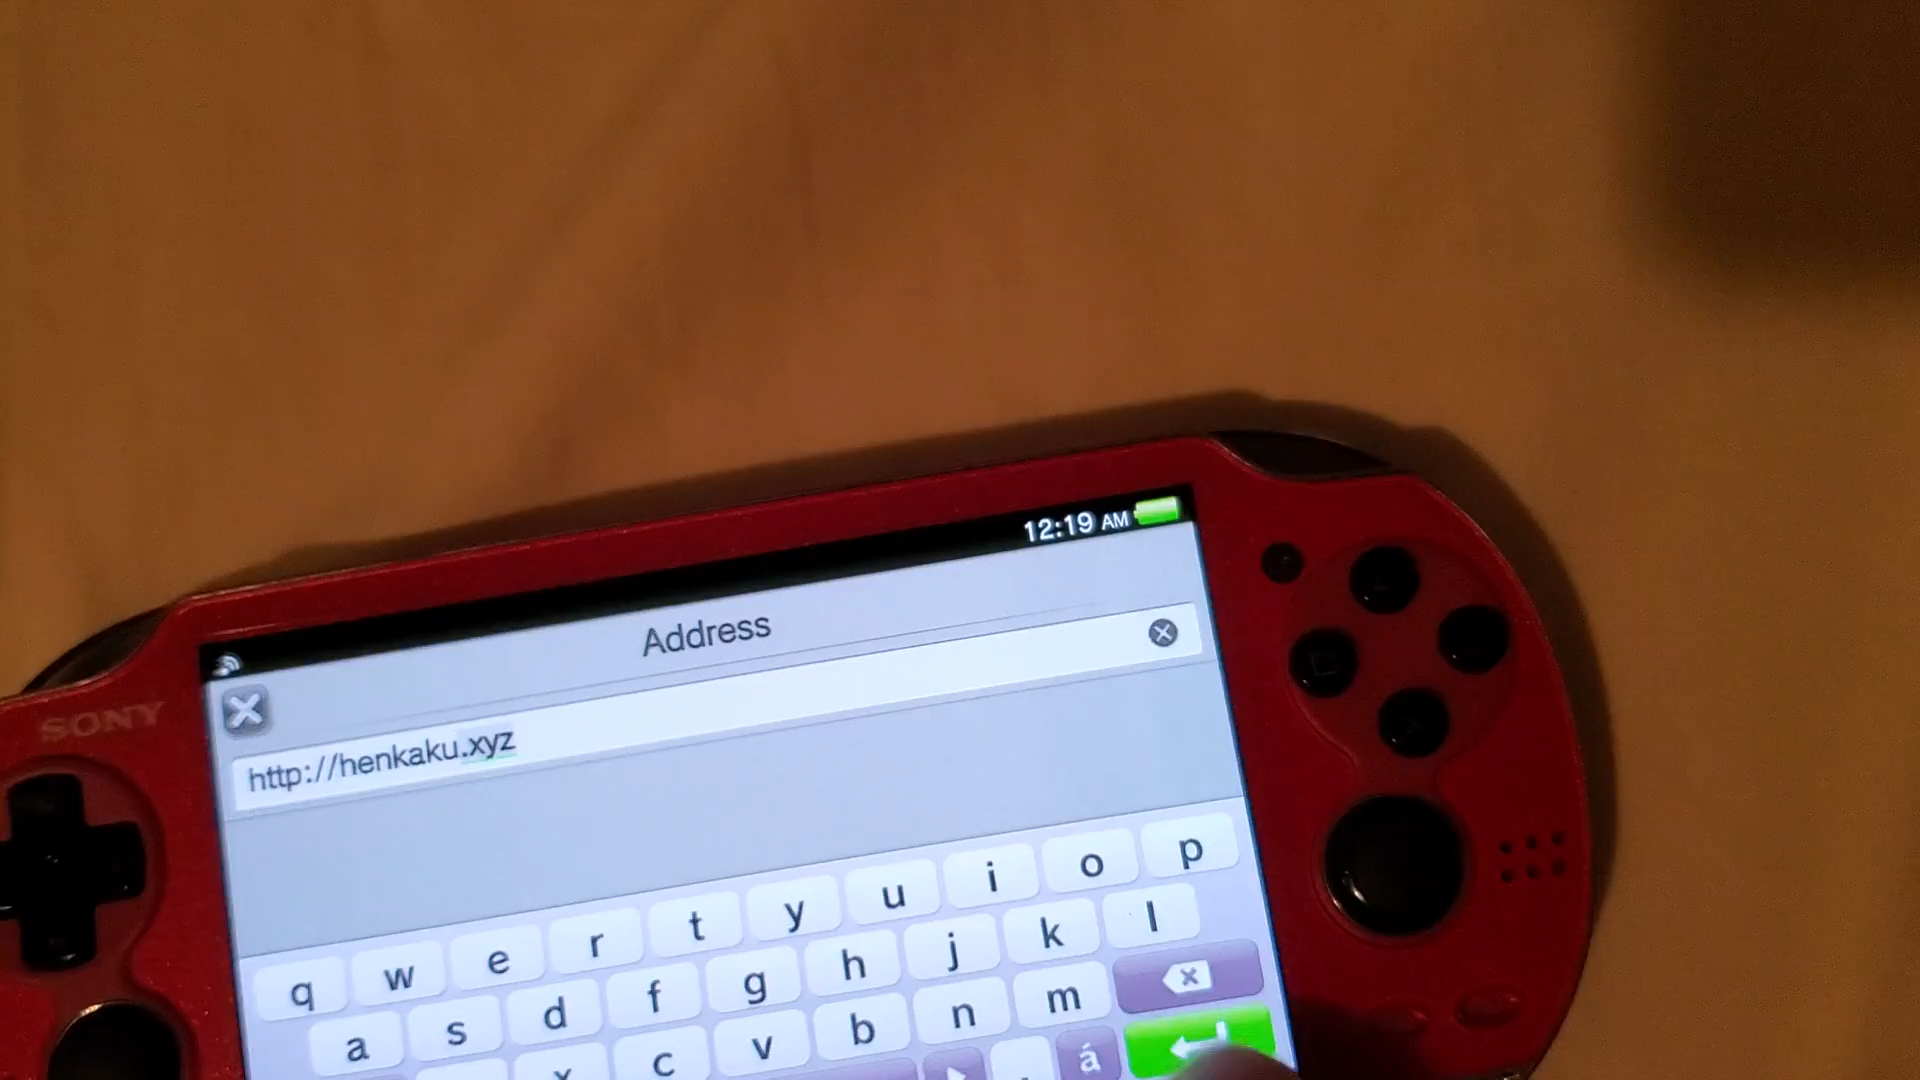 12:19 AM
Address
SONY
http://henkaku.xyz
q w e r t y u i o p
a s d f g h j k l
x c v b n m
. á